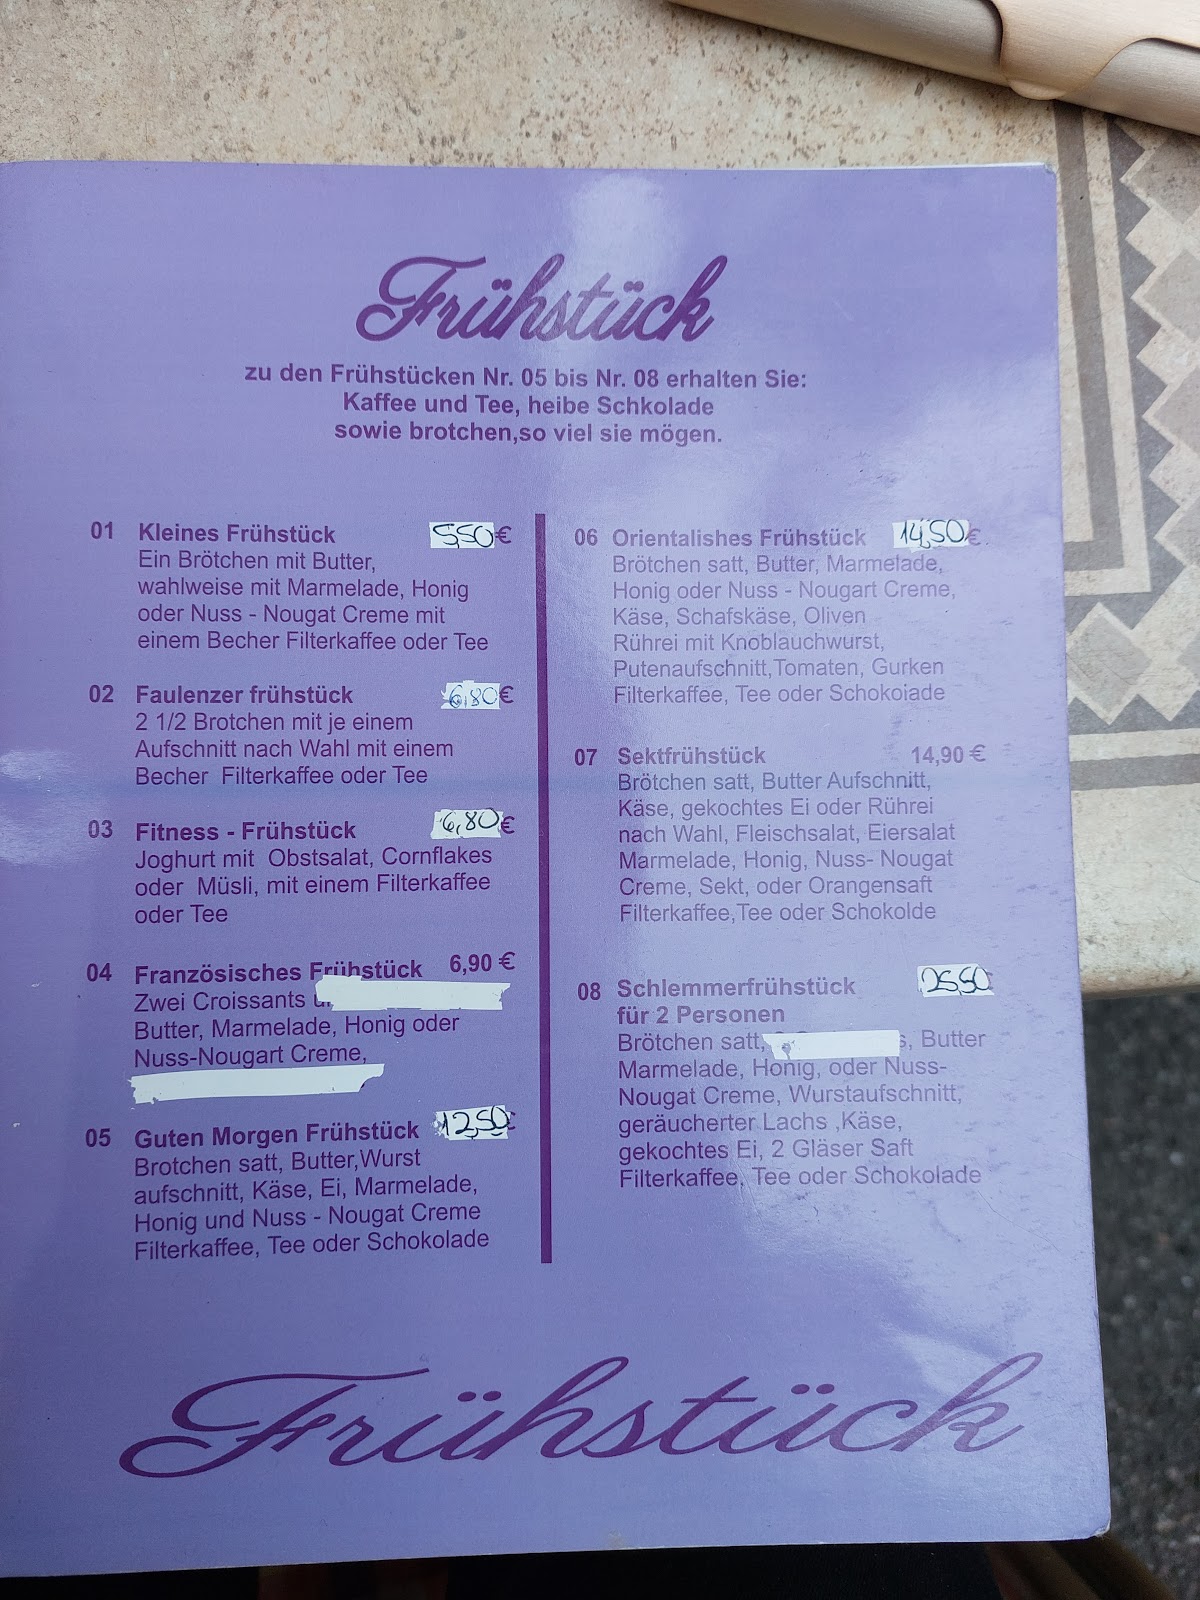 Frühstück
zu den Frühstücken Nr. 05 bis Nr. 08 erhalten Sie:
Kaffee und Tee, heibe Schkolade
sowie brotchen,so viel sie mögen.
01 Kleines Frühstück 5,50 €
Ein Brötchen mit Butter,
wahlweise mit Marmelade, Honig
oder Nuss - Nougat Creme mit
einem Becher Filterkaffee oder Tee
02 Faulenzer frühstück 6,80 €
2 1/2 Brotchen mit je einem
Aufschnitt nach Wahl mit einem
Becher Filterkaffee oder Tee
03 Fitness - Frühstück 6,80 €
Joghurt mit Obstsalat, Cornflakes
oder Müsli, mit einem Filterkaffee
oder Tee
04 Französisches Frühstück 6,90 €
Zwei Croissants
Butter, Marmelade, Honig oder
Nuss-Nougart Creme,
05 Guten Morgen Frühstück 12,50
Brotchen satt, Butter,Wurst
aufschnitt, Käse, Ei, Marmelade,
Honig und Nuss - Nougat Creme
Filterkaffee, Tee oder Schokolade
06 Orientalishes Frühstück 14,50 €
Brötchen satt, Butter, Marmelade,
Honig oder Nuss - Nougart Creme,
Käse, Schafskäse, Oliven
Rührei mit Knoblauchwurst,
Putenaufschnitt,Tomaten, Gurken
Filterkaffee, Tee oder Schokolade
07 Sektfrühstück 14,90 €
Brötchen satt, Butter Aufschnitt,
Käse, gekochtes Ei oder Rührei
nach Wahl, Fleischsalat, Eiersalat
Marmelade, Honig, Nuss- Nougat
Creme, Sekt, oder Orangensaft
Filterkaffee,Tee oder Schokolde
08 Schlemmerfrühstück 25,50
für 2 Personen
Brötchen satt, Butter
Marmelade, Honig, oder Nuss-
Nougat Creme, Wurstaufschnitt,
geräucherter Lachs ,Käse,
gekochtes Ei, 2 Gläser Saft
Filterkaffee, Tee oder Schokolade
Frühstück